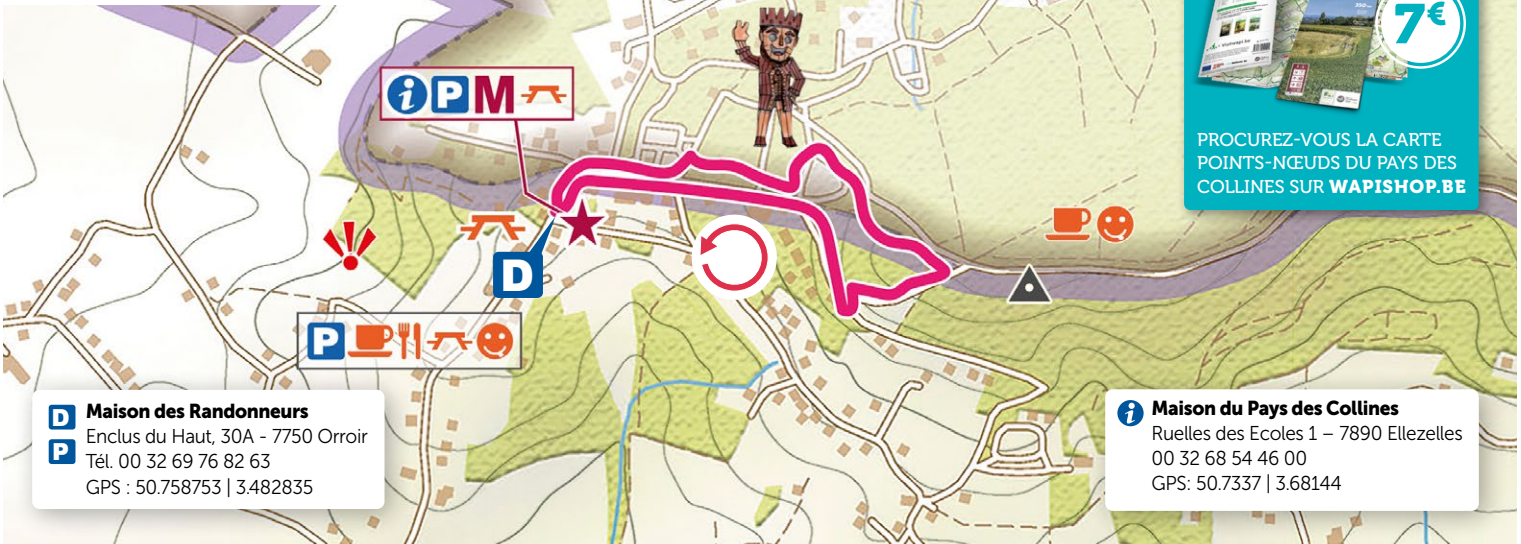 7€
PROCUREZ-VOUS LA CARTE
POINTS-NŒUDS DU PAYS DES
COLLINES SUR WAPISHOP.BE
i P M
D
P
D Maison des Randonneurs
Enclus du Haut, 30A - 7750 Orroir
P Tél. 00 32 69 76 82 63
GPS : 50.758753 | 3.482835
i Maison du Pays des Collines
Ruelles des Ecoles 1 – 7890 Ellezelles
00 32 68 54 46 00
GPS: 50.7337 | 3.68144